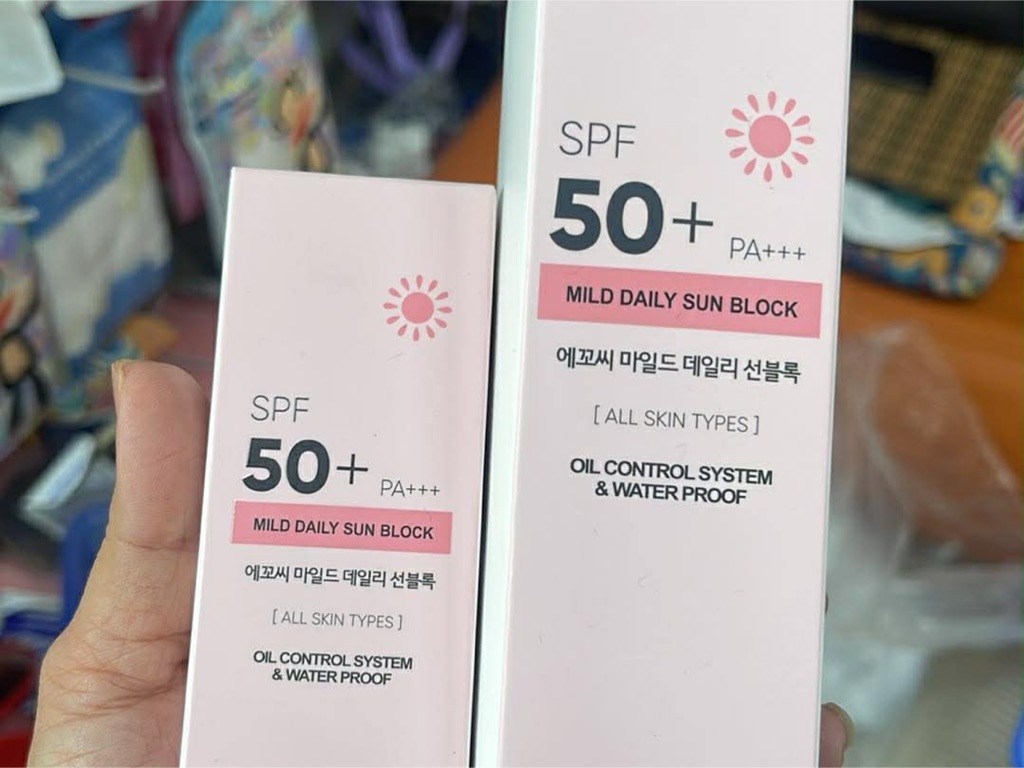 SPF
50+ PA+++
MILD DAILY SUN BLOCK
에꼬씨 마일드 데일리 선블록
[ ALL SKIN TYPES ]
OIL CONTROL SYSTEM
& WATER PROOF
SPF
50+ PA+++
MILD DAILY SUN BLOCK
에꼬씨 마일드 데일리 선블록
[ ALL SKIN TYPES ]
OIL CONTROL SYSTEM
& WATER PROOF